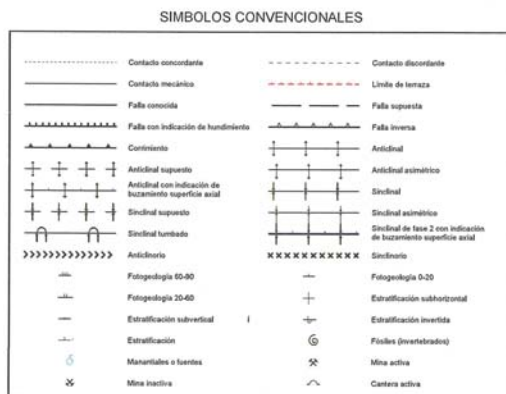 SIMBOLOS CONVENCIONALES
Contacto concordante
Contacto discordante
Contacto mecánico
Límite de terraza
Falla conocida
Falla supuesta
Falla con indicación de hundimiento
Falla inversa
Corrimiento
Anticlinal
Anticlinal supuesto
Anticlinal asimétrico
Anticlinal con indicación de
buzamiento superficie axial
Sinclinal
Sinclinal supuesto
Sinclinal asimétrico
Sinclinal tumbado
Sinclinal de fase 2 con indicación
de buzamiento superficie axial
Anticlinorio
Sinclinorio
Fotogeología 60-90
Fotogeología 0-20
Fotogeología 20-60
Estratificación subhorizontal
Estratificación subvertical
Estratificación invertida
Estratificación
Fósiles (invertebrados)
Manantiales o fuentes
Mina activa
Mina inactiva
Cantera activa